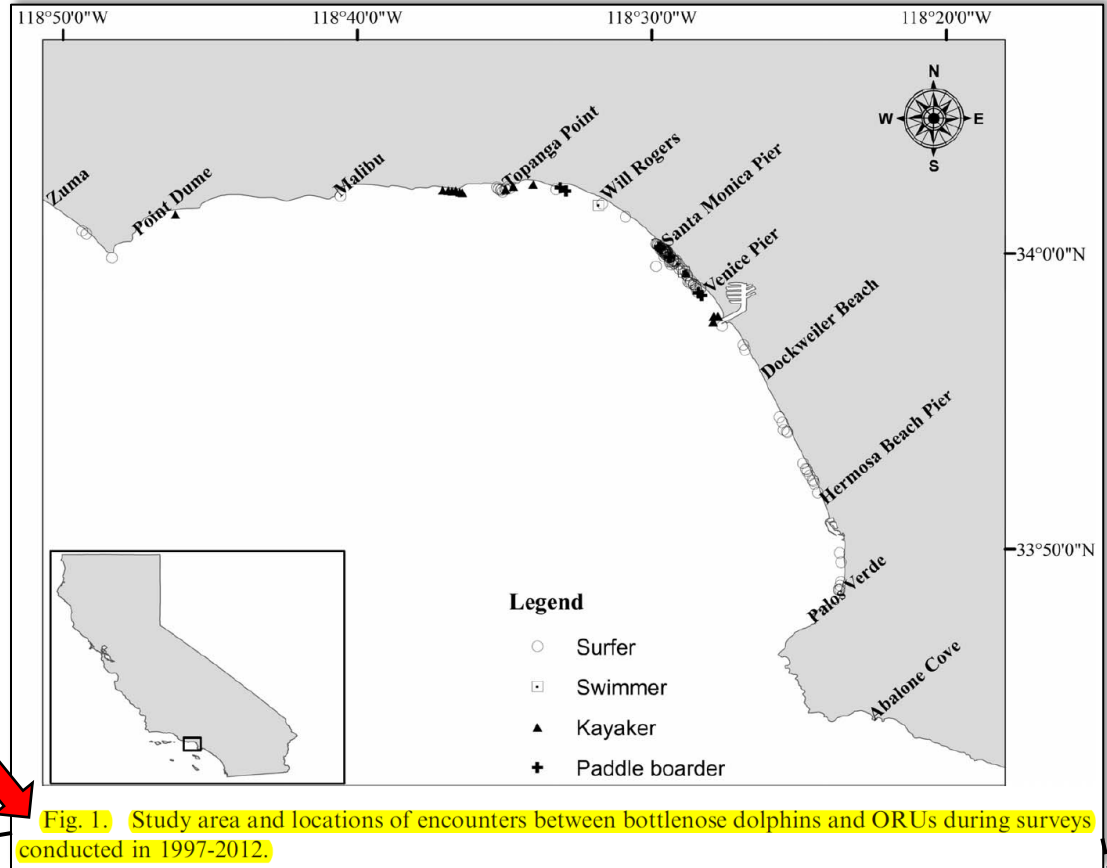 118°50'0"W 118°40'0"W 118°30'0"W 118°20'0"W
N
W E
S
Zuma
Point Dume
Malibu
Topanga Point
Will Rogers
Santa Monica Pier
Venice Pier
34°0'0"N
Dockweiler Beach
Hermosa Beach Pier
33°50'0"N
Palos Verde
Abalone Cove
Legend
Surfer
Swimmer
Kayaker
Paddle boarder
Fig. 1. Study area and locations of encounters between bottlenose dolphins and ORUs during surveys
conducted in 1997-2012.